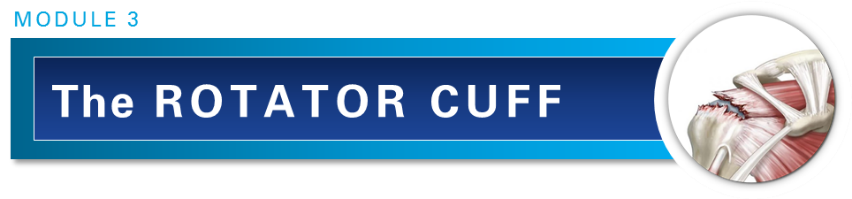 MODULE 3
The ROTATOR CUFF